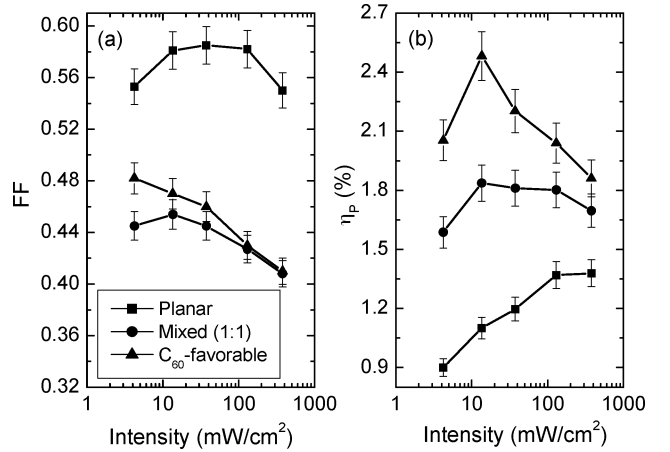 (a)
FF
0.60
0.56
0.52
0.48
0.44
0.40
0.36
0.32
Planar
Mixed (1:1)
C₆₀-favorable
1 10 100 1000
Intensity (mW/cm²)
(b)
ηP (%)
2.7
2.4
2.1
1.8
1.5
1.2
0.9
1 10 100 1000
Intensity (mW/cm²)